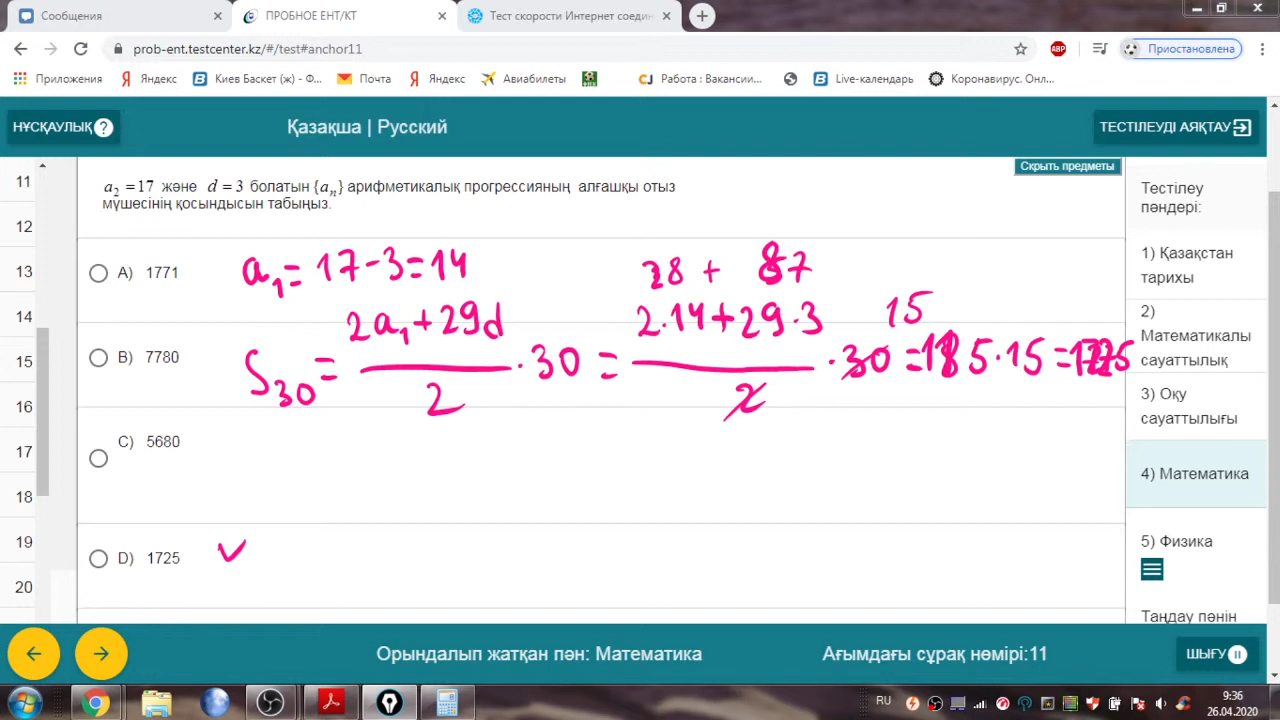 Сообщения
ПРОБНОЕ ЕНТ/КТ
Тест скорости Интернет соедин
prob-ent.testcenter.kz/#/test#anchor11
ABP
Приостановлена
Приложения
Яндекс
Киев Баскет (ж) - Ф...
Почта
Яндекс
Авиабилеты
Работа : Вакансии...
Live-календарь
Коронавирус. Онл...
НҰСҚАУЛЫҚ ?
Қазақша | Русский
ТЕСТІЛЕУДІ АЯҚТАУ
Скрыть предметы
11
12
13
14
15
16
17
18
19
20
a₂ = 17 және d = 3 болатын {aₙ} арифметикалық прогрессияның алғашқы отыз
мүшесінің қосындысын табыңыз.
A) 1771
B) 7780
C) 5680
D) 1725
a₁ = 17 - 3 = 14
28 + 87
2a₁ + 29d
2·14 + 29·3
15
S₃₀ =
· 30 =
· 30 = 115 · 15 = 1725
2
2
Тестілеу
пәндері:
1) Қазақстан
тарихы
2)
Математикалы
сауаттылық
3) Оқу
сауаттылығы
4) Математика
5) Физика
Таңдау пәнін
Орындалып жатқан пән: Математика
Ағымдағы сұрақ нөмірі:11
ШЫҒУ
RU
9:36
26.04.2020